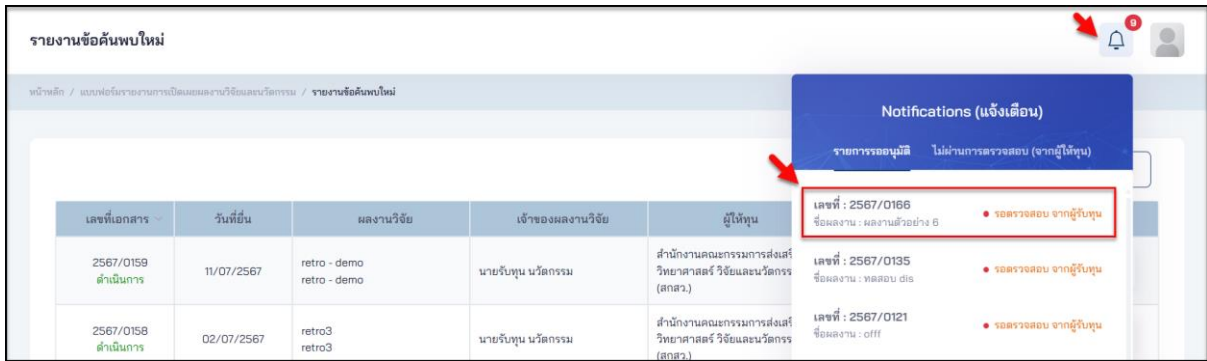 รายงานข้อค้นพบใหม่
9
หน้าหลัก / แบบฟอร์มรายงานการเปิดเผยผลงานวิจัยและนวัตกรรม / รายงานข้อค้นพบใหม่
Notifications (แจ้งเตือน)
รายการรออนุมัติ ไม่ผ่านการตรวจสอบ (จากผู้ให้ทุน)
เลขที่เอกสาร วันที่ยื่น ผลงานวิจัย เจ้าของผลงานวิจัย ผู้ให้ทุน
2567/0159
ดำเนินการ
11/07/2567
retro - demo
retro - demo
นายรับทุน นวัตกรรม
สำนักงานคณะกรรมการส่งเสริ
วิทยาศาสตร์ วิจัยและนวัตกรร
(สกสว.)
2567/0158
ดำเนินการ
02/07/2567
retro3
retro3
นายรับทุน นวัตกรรม
สำนักงานคณะกรรมการส่งเสริ
วิทยาศาสตร์ วิจัยและนวัตกรร
(สกสว.)
เลขที่ : 2567/0166
ชื่อผลงาน : ผลงานตัวอย่าง 6
รอตรวจสอบ จากผู้รับทุน
เลขที่ : 2567/0135
ชื่อผลงาน : ทดสอบ dis
รอตรวจสอบ จากผู้รับทุน
เลขที่ : 2567/0121
ชื่อผลงาน : offf
รอตรวจสอบ จากผู้รับทุน